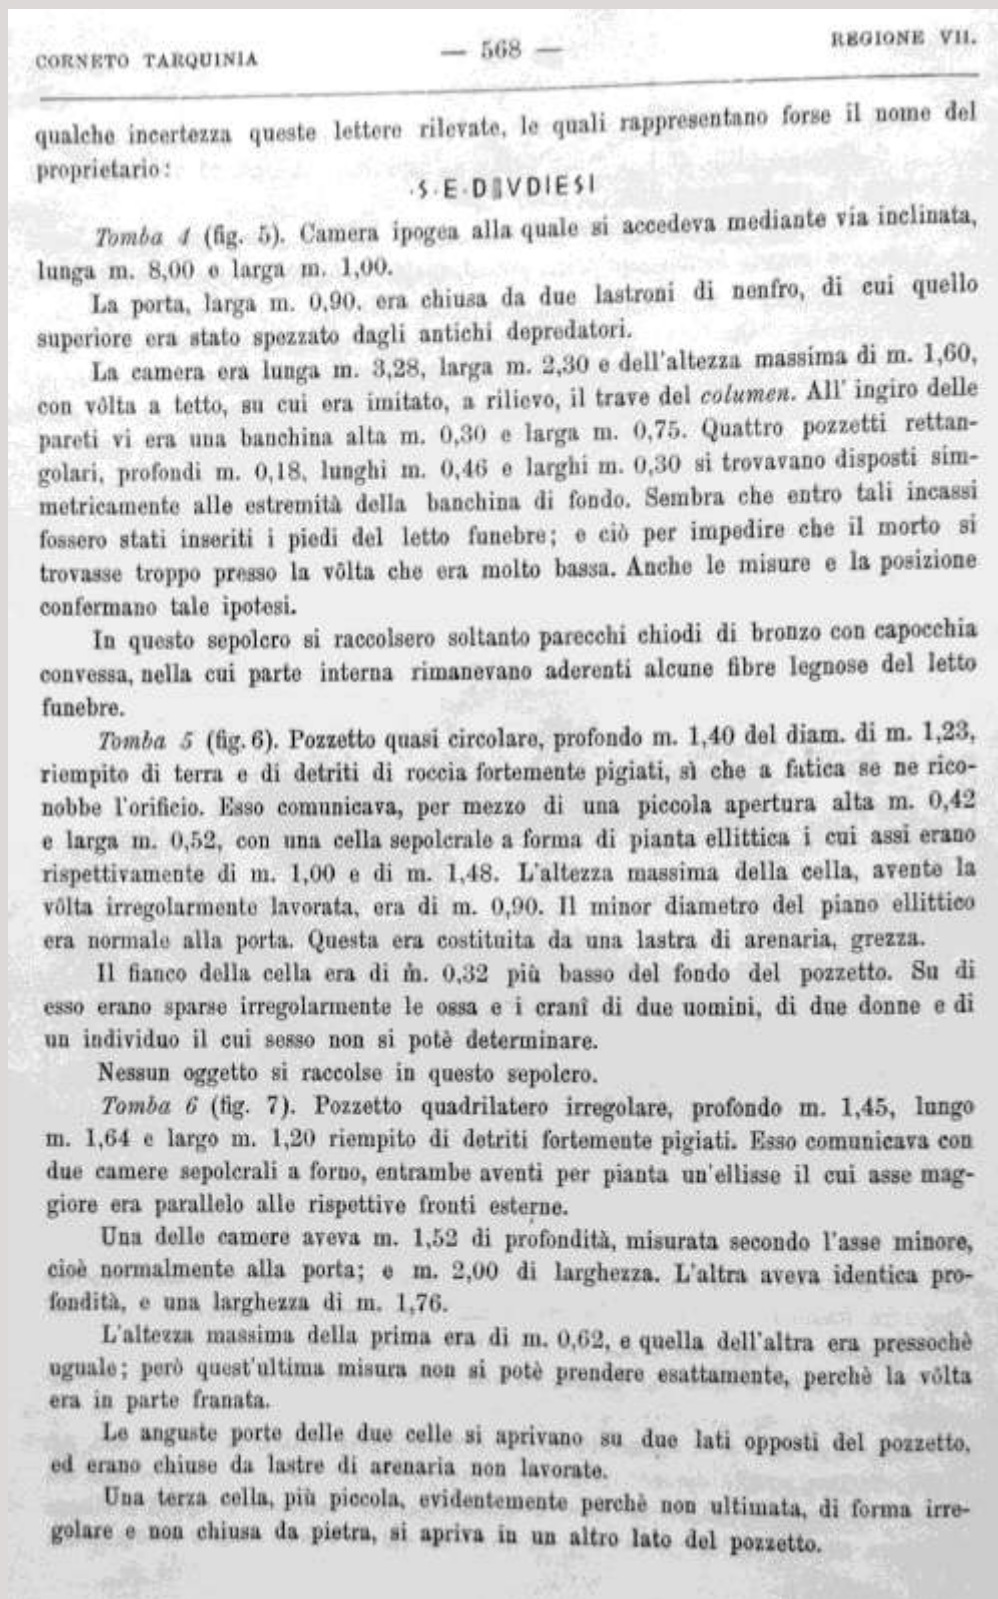 CORNETO TARQUINIA — 568 — REGIONE VII.
qualche incertezza queste lettere rilevate, le quali rappresentano forse il nome del
proprietario:
Tomba 4 (fig. 5). Camera ipogea alla quale si accedeva mediante via inclinata,
lunga m. 8,00 e larga m. 1,00.
La porta, larga m. 0,90. era chiusa da due lastroni di nenfro, di cui quello
superiore era stato spezzato dagli antichi depredatori.
La camera era lunga m. 3,28, larga m. 2,30 e dell'altezza massima di m. 1,60,
con vôlta a tetto, su cui era imitato, a rilievo, il trave del columen. All' ingiro delle
pareti vi era una banchina alta m. 0,30 e larga m. 0,75. Quattro pozzetti rettan-
golari, profondi m. 0,18, lunghi m. 0,46 e larghi m. 0,30 si trovavano disposti sim-
metricamente alle estremità della banchina di fondo. Sembra che entro tali incassi
fossero stati inseriti i piedi del letto funebre; e ciò per impedire che il morto si
trovasse troppo presso la vôlta che era molto bassa. Anche le misure e la posizione
confermano tale ipotesi.
In questo sepolcro si raccolsero soltanto parecchi chiodi di bronzo con capocchia
convessa, nella cui parte interna rimanevano aderenti alcune fibre legnose del letto
funebre.
Tomba 5 (fig. 6). Pozzetto quasi circolare, profondo m. 1,40 del diam. di m. 1,23,
riempito di terra e di detriti di roccia fortemente pigiati, sì che a fatica se ne rico-
nobbe l'orificio. Esso comunicava, per mezzo di una piccola apertura alta m. 0,42
e larga m. 0,52, con una cella sepolcrale a forma di pianta ellittica i cui assi erano
rispettivamente di m. 1,00 e di m. 1,48. L'altezza massima della cella, avente la
vôlta irregolarmente lavorata, era di m. 0,90. Il minor diametro del piano ellittico
era normale alla porta. Questa era costituita da una lastra di arenaria, grezza.
Il fianco della cella era di m. 0,32 più basso del fondo del pozzetto. Su di
esso erano sparse irregolarmente le ossa e i cranî di due uomini, di due donne e di
un individuo il cui sesso non si potè determinare.
Nessun oggetto si raccolse in questo sepolcro.
Tomba 6 (fig. 7). Pozzetto quadrilatero irregolare, profondo m. 1,45, lungo
m. 1,64 e largo m. 1,20 riempito di detriti fortemente pigiati. Esso comunicava con
due camere sepolcrali a forno, entrambe aventi per pianta un'ellisse il cui asse mag-
giore era parallelo alle rispettive fronti esterne.
Una delle camere aveva m. 1,52 di profondità, misurata secondo l'asse minore,
cioè normalmente alla porta; e m. 2,00 di larghezza. L'altra aveva identica pro-
fondità, e una larghezza di m. 1,76.
L'altezza massima della prima era di m. 0,62, e quella dell'altra era pressochè
uguale; però quest'ultima misura non si potè prendere esattamente, perchè la vôlta
era in parte franata.
Le anguste porte delle due celle si aprivano su due lati opposti del pozzetto,
ed erano chiuse da lastre di arenaria non lavorate.
Una terza cella, più piccola, evidentemente perchè non ultimata, di forma irre-
golare e non chiusa da pietra, si apriva in un altro lato del pozzetto.